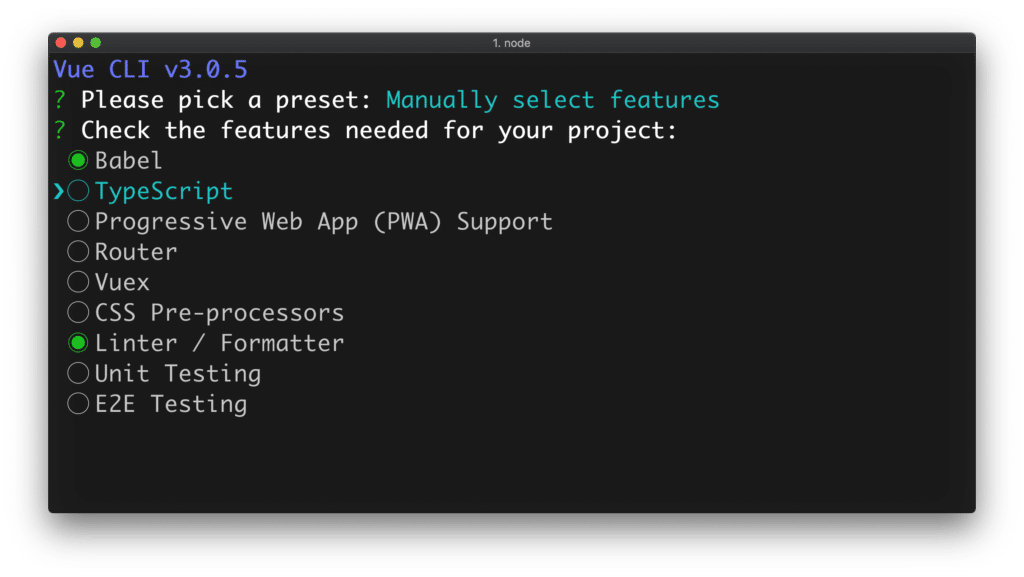 1. node
Vue CLI v3.0.5
? Please pick a preset: Manually select features
? Check the features needed for your project:
◉ Babel
❯◯ TypeScript
◯ Progressive Web App (PWA) Support
◯ Router
◯ Vuex
◯ CSS Pre-processors
◉ Linter / Formatter
◯ Unit Testing
◯ E2E Testing